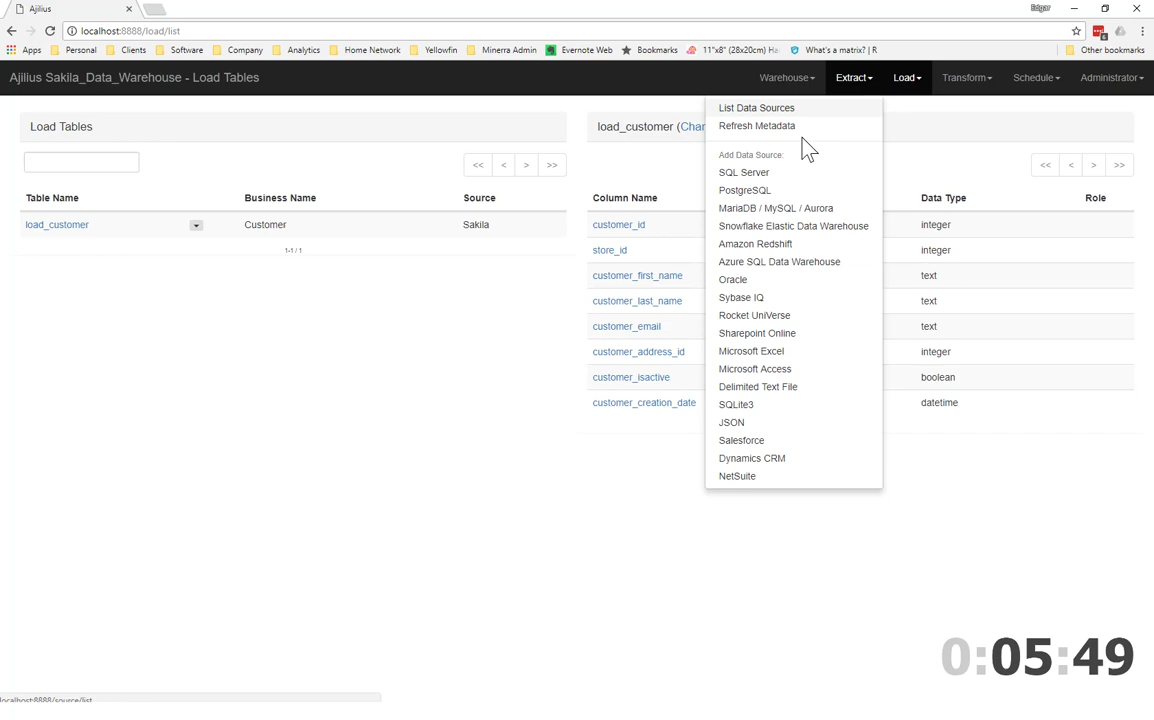 Ajilius
Edgar
localhost:8888/load/list
Apps Personal Clients Software Company Analytics Home Network Yellowfin Minerra Admin Evernote Web Bookmarks 11"x8" (28x20cm) Ha What's a matrix? | R Other bookmarks
Ajilius Sakila_Data_Warehouse - Load Tables
Warehouse Extract Load Transform Schedule Administrator
List Data Sources
Refresh Metadata
Add Data Source:
SQL Server
PostgreSQL
MariaDB / MySQL / Aurora
Snowflake Elastic Data Warehouse
Amazon Redshift
Azure SQL Data Warehouse
Oracle
Sybase IQ
Rocket UniVerse
Sharepoint Online
Microsoft Excel
Microsoft Access
Delimited Text File
SQLite3
JSON
Salesforce
Dynamics CRM
NetSuite
Load Tables
<< < > >>
Table Name Business Name Source
load_customer Customer Sakila
1-1 / 1
load_customer (Chan
<< < > >>
Column Name Data Type Role
customer_id integer
store_id integer
customer_first_name text
customer_last_name text
customer_email text
customer_address_id integer
customer_isactive boolean
customer_creation_date datetime
0:05:49
localhost:8888/source/list